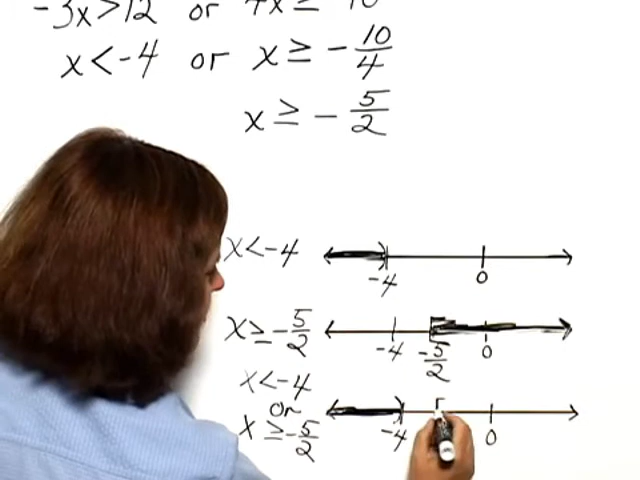 -3x>12 or 4x≥-10
x<-4 or x≥-10/4
x≥-5/2
x<-4
-4 0
x≥-5/2
-4 -5/2 0
x<-4
or
x≥-5/2
-4 0